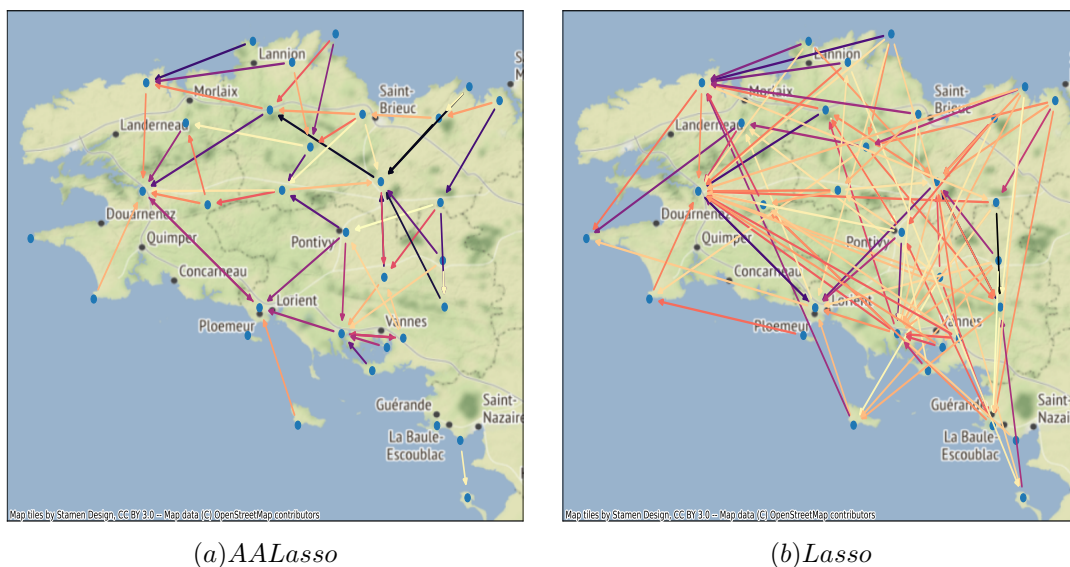 Lannion
Morlaix
Saint-
Brieuc
Landerneau
Douarnenez
Quimper
Pontivy
Concarneau
Lorient
Ploemeur
Vannes
Guérande
Saint-
Nazaire
La Baule-
Escoublac
Map tiles by Stamen Design, CC BY 3.0 -- Map data (C) OpenStreetMap contributors
(a)AALasso
Lannion
Morlaix
Saint-
Brieuc
Landerneau
Douarnenez
Quimper
Pontivy
Concarneau
Lorient
Ploemeur
Vannes
Guérande
Saint-
Nazai
La Baule-
Escoublac
Map tiles by Stamen Design, CC BY 3.0 -- Map data (C) OpenStreetMap contributors
(b)Lasso